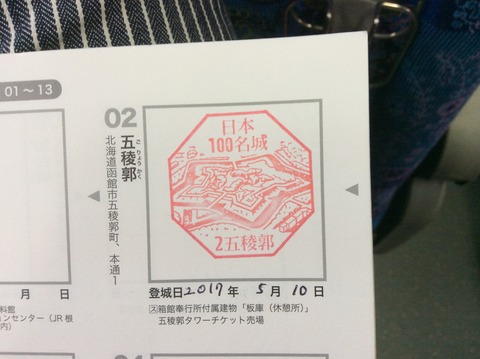 01～13
02
五稜郭
ごりょうかく
北海道函館市五稜郭町、本通1
日本
100名城
2五稜郭
登城日2017年 5月 10日
ス箱館奉行所付属建物「板庫（休憩所）」
五稜郭タワーチケット売場
月 日
料館
ョンセンター（JR根
内）